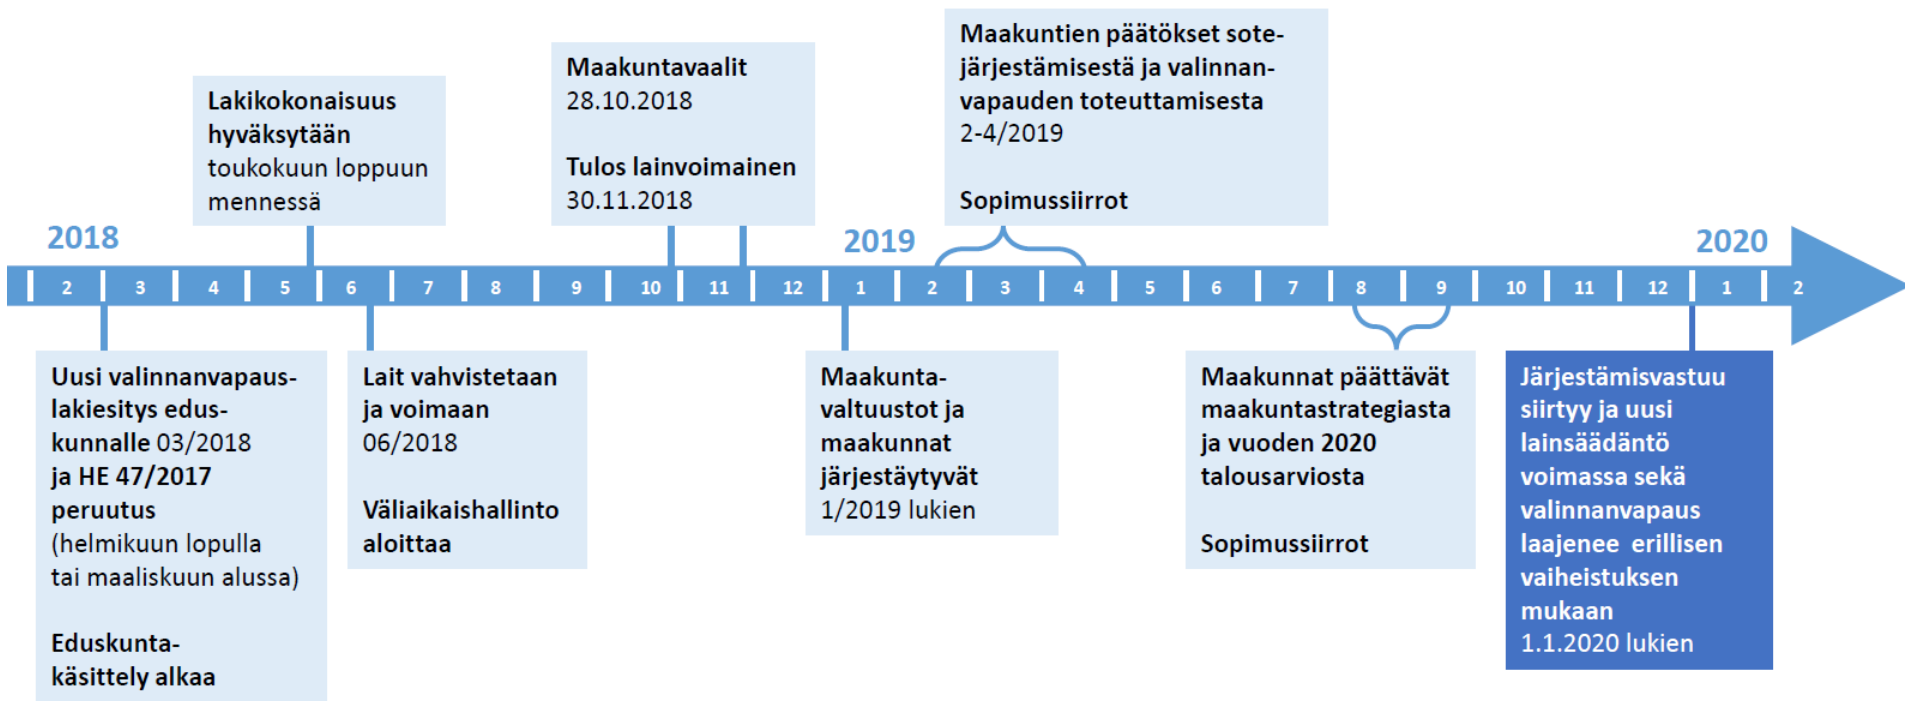 Maakuntien päätökset sote-
järjestämisestä ja valinnan-
vapauden toteuttamisesta
2-4/2019
Sopimussiirrot
Maakuntavaalit
28.10.2018
Tulos lainvoimainen
30.11.2018
Lakikokonaisuus
hyväksytään
toukokuun loppuun
mennessä
2018
2019
2020
2 3 4 5 6 7 8 9 10 11 12 1 2 3 4 5 6 7 8 9 10 11 12 1 2
Uusi valinnanvapaus-
lakiesitys edus-
kunnalle 03/2018
ja HE 47/2017
peruutus
(helmikuun lopulla
tai maaliskuun alussa)
Eduskunta-
käsittely alkaa
Lait vahvistetaan
ja voimaan
06/2018
Väliaikaishallinto
aloittaa
Maakunta-
valtuustot ja
maakunnat
järjestäytyvät
1/2019 lukien
Maakunnat päättävät
maakuntastrategiasta
ja vuoden 2020
talousarviosta
Sopimussiirrot
Järjestämisvastuu
siirtyy ja uusi
lainsäädäntö
voimassa sekä
valinnanvapaus
laajenee erillisen
vaiheistuksen
mukaan
1.1.2020 lukien